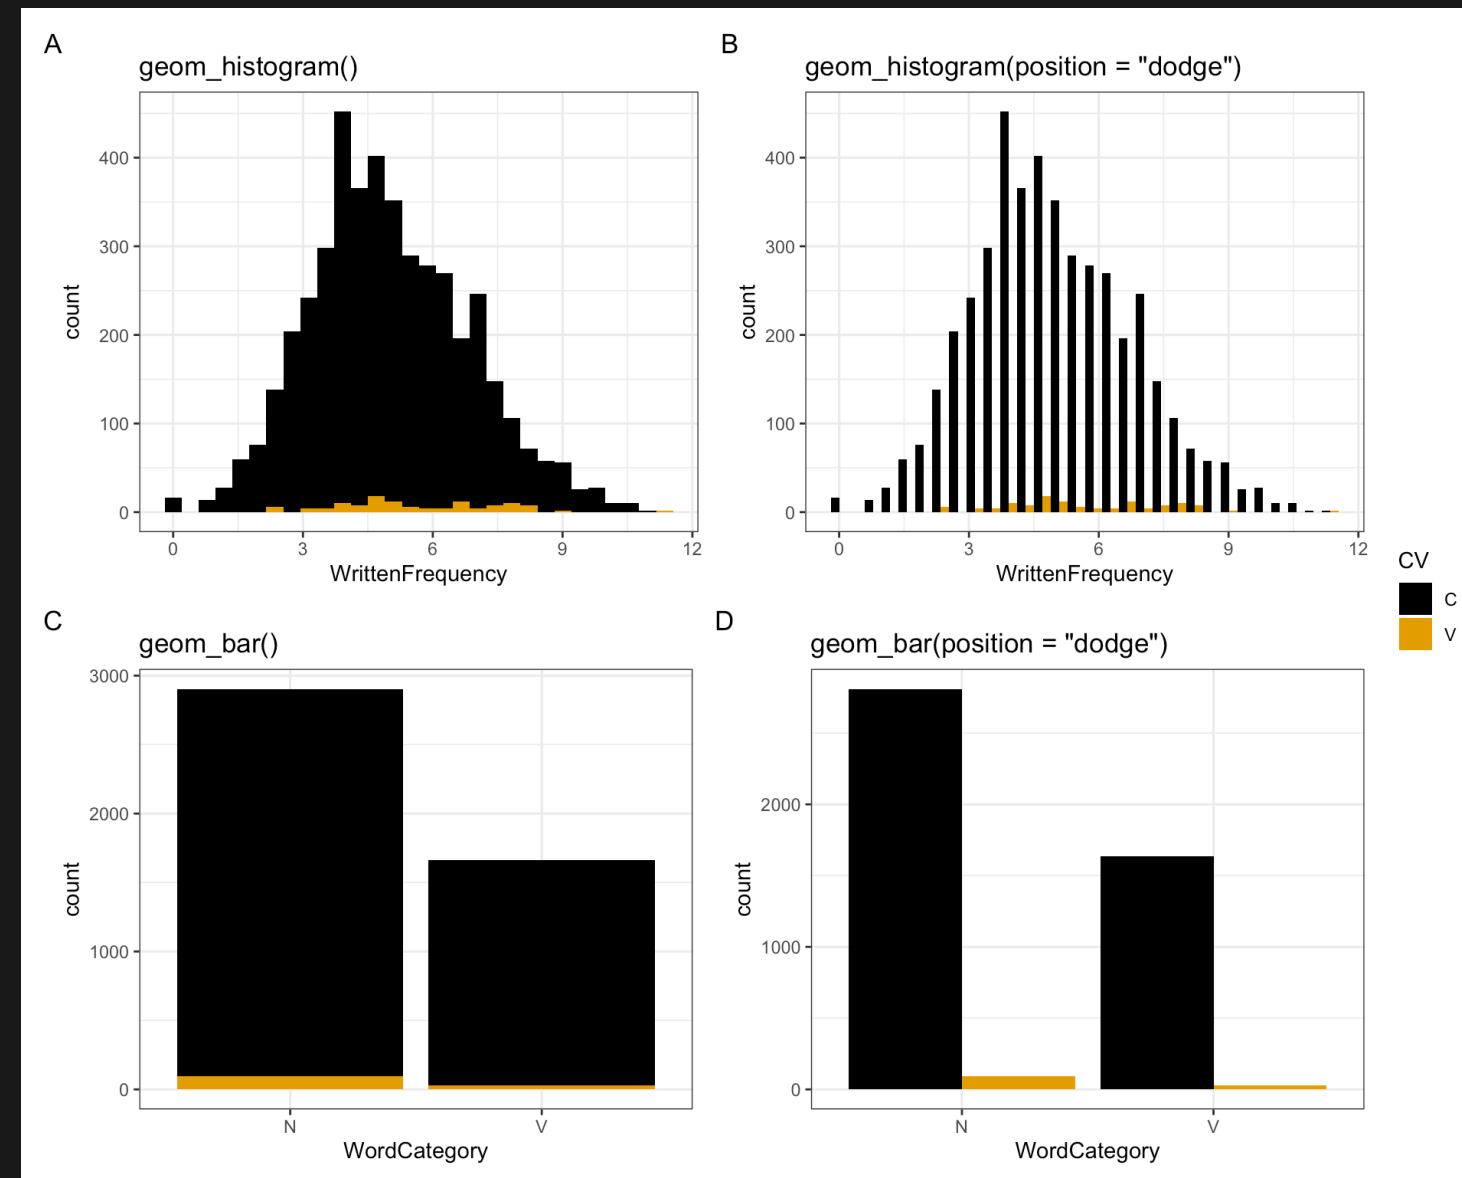 A
geom_histogram()
400
300
200
100
0
count
0 3 6 9 12
WrittenFrequency
B
geom_histogram(position = "dodge")
400
300
200
100
0
count
0 3 6 9 12
WrittenFrequency
CV
C
V
C
geom_bar()
3000
2000
1000
0
count
N V
WordCategory
D
geom_bar(position = "dodge")
2000
1000
0
count
N V
WordCategory